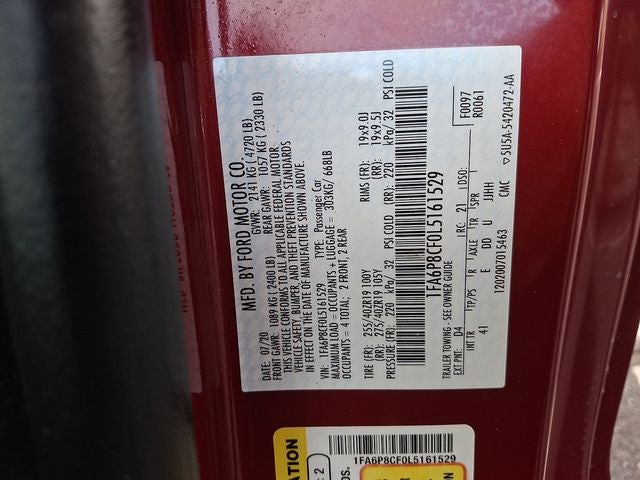 MFD. BY FORD MOTOR CO.
DATE: 07/20 GVWR: 2141 KG ( 4720 LB)
FRONT GAWR: 1089 KG (2400 LB) REAR GAWR: 1057 KG ( 2330 LB)
THIS VEHICLE CONFORMS TO ALL APPLICABLE FEDERAL MOTOR
VEHICLE SAFETY, BUMPER, AND THEFT PREVENTION STANDARDS
IN EFFECT ON THE DATE OF MANUFACTURE SHOWN ABOVE.
VIN: 1FA6P8CF0L5161529 TYPE: Passenger Car
MAXIMUM LOAD = OCCUPANTS + LUGGAGE = 303KG/ 668LB
OCCUPANTS = 4 TOTAL; 2 FRONT, 2 REAR
TIRE (FR): 255/40ZR19 100Y RIMS (FR): 19x9.0J
TIRE (RR): 275/40ZR19 105Y (RR): 19x9.5J
PRESSURE (FR): 220 kPa/ 32 PSI COLD (RR): 220 kPa/ 32 PSI COLD
1FA6P8CF0L5161529
TRAILER TOWING - SEE OWNER GUIDE
F0097
R0061
EXT PNT: D4 RC: 21 DSO:
INT TR TP/PS R AXLE TR SPR
41 E DD U JJHH
1202007015463 CMC
5U5A-5420472-AA
1FA6P8CF0L5161529
: 2